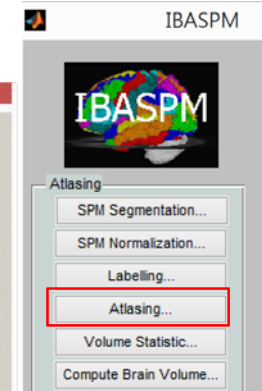 IBASPM
IBASPM
Atlasing
SPM Segmentation...
SPM Normalization...
Labelling...
Atlasing...
Volume Statistic...
Compute Brain Volume...